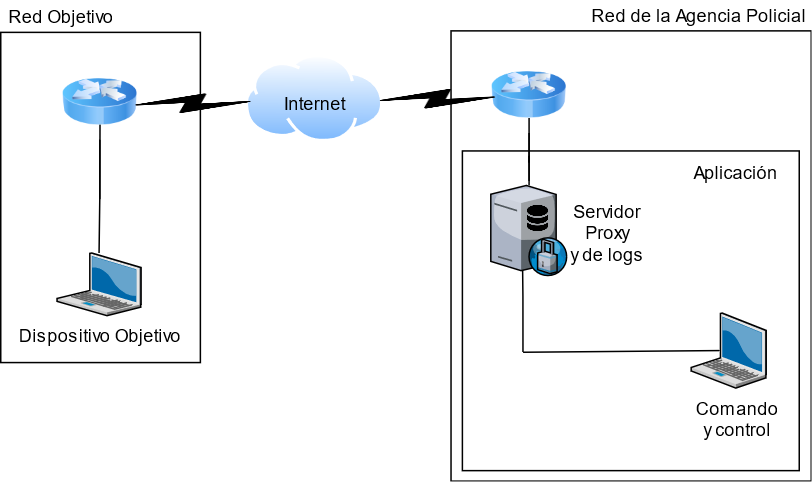 Red Objetivo
Red de la Agencia Policial
Internet
Aplicación
Servidor
Proxy
y de logs
Dispositivo Objetivo
Comando
y control